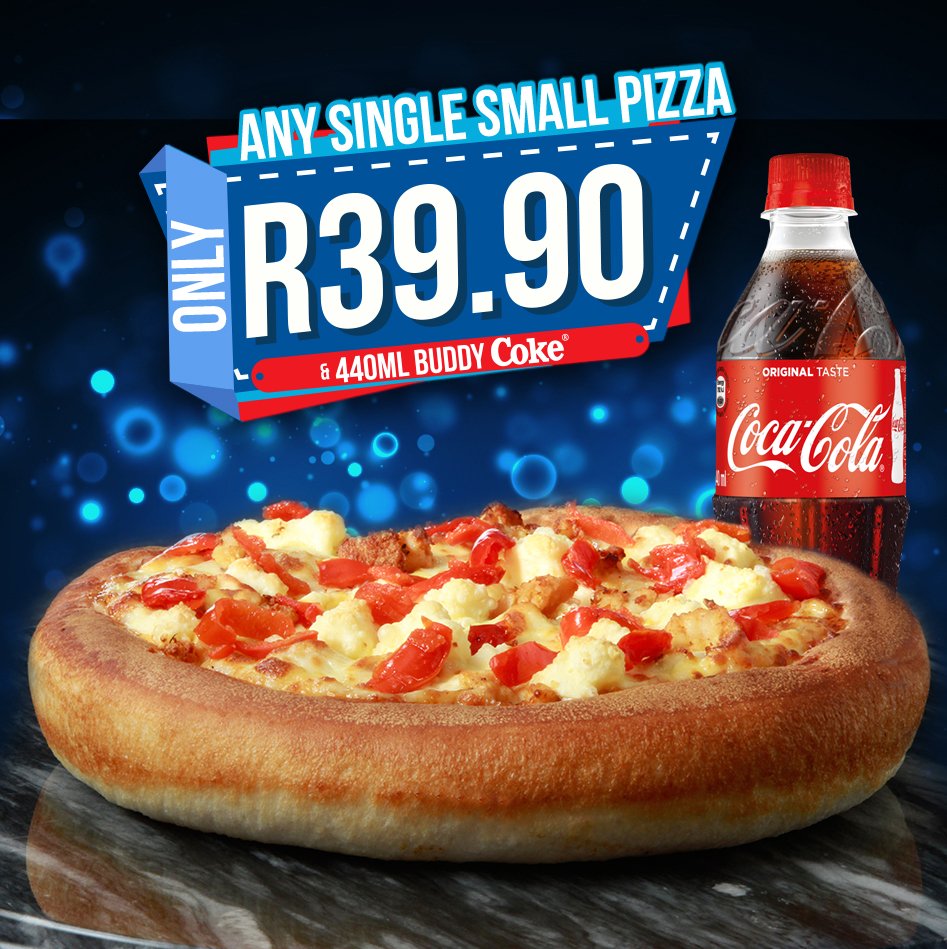 ANY SINGLE SMALL PIZZA
ONLY
R39.90
& 440ML BUDDY Coke®
ORIGINAL TASTE
Coca-Cola®